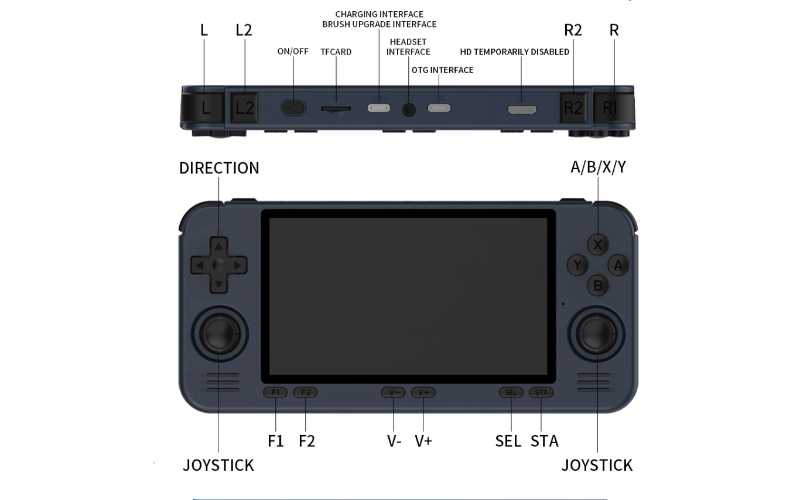 CHARGING INTERFACE
BRUSH UPGRADE INTERFACE
L
L2
R2
R
HEADSET
INTERFACE
ON/OFF
TFCARD
HD TEMPORARILY DISABLED
OTG INTERFACE
L
L2
R2
R1
DIRECTION
A/B/X/Y
X
Y
A
B
F1
F2
V-
V+
SEL
STA
F1
F2
V-
V+
SEL
STA
JOYSTICK
JOYSTICK